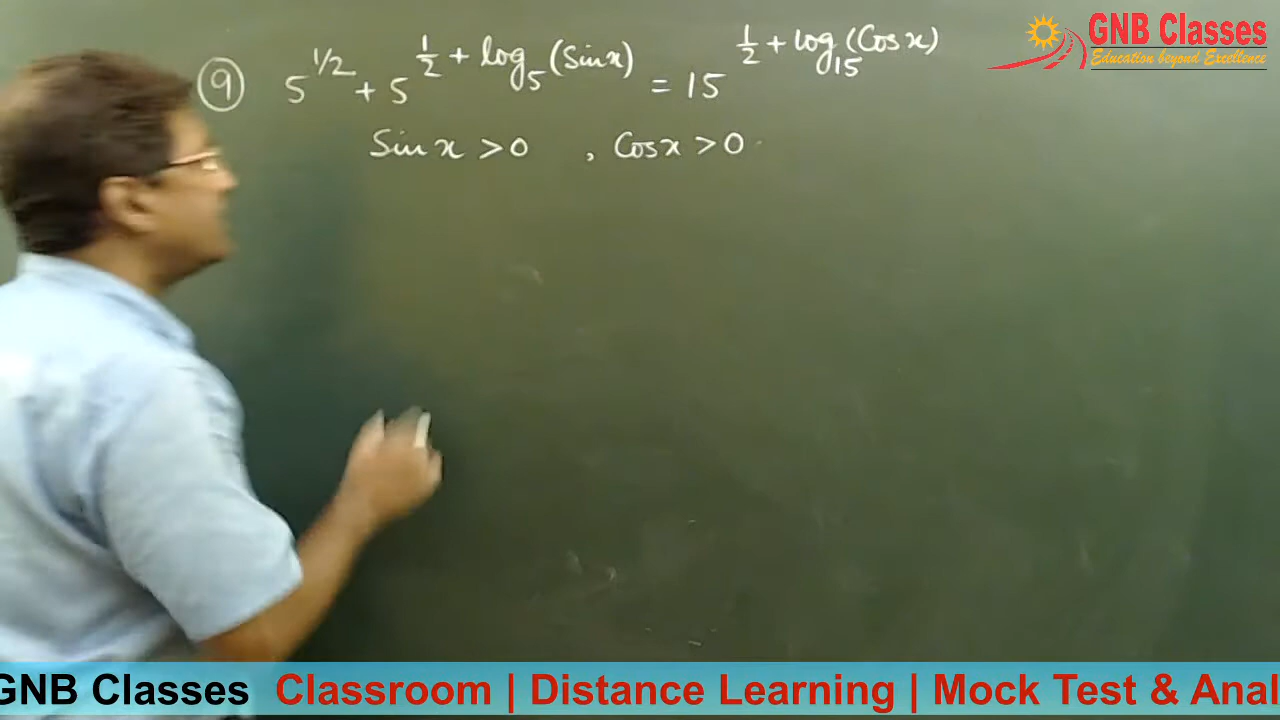 GNB Classes
Education beyond Excellence
⑨ 5^{1/2} + 5^{1/2 + log_5 (Sin x)} = 15^{1/2 + log_15 (Cos x)}
Sin x > 0 , Cos x > 0
GNB Classes Classroom | Distance Learning | Mock Test & Anal